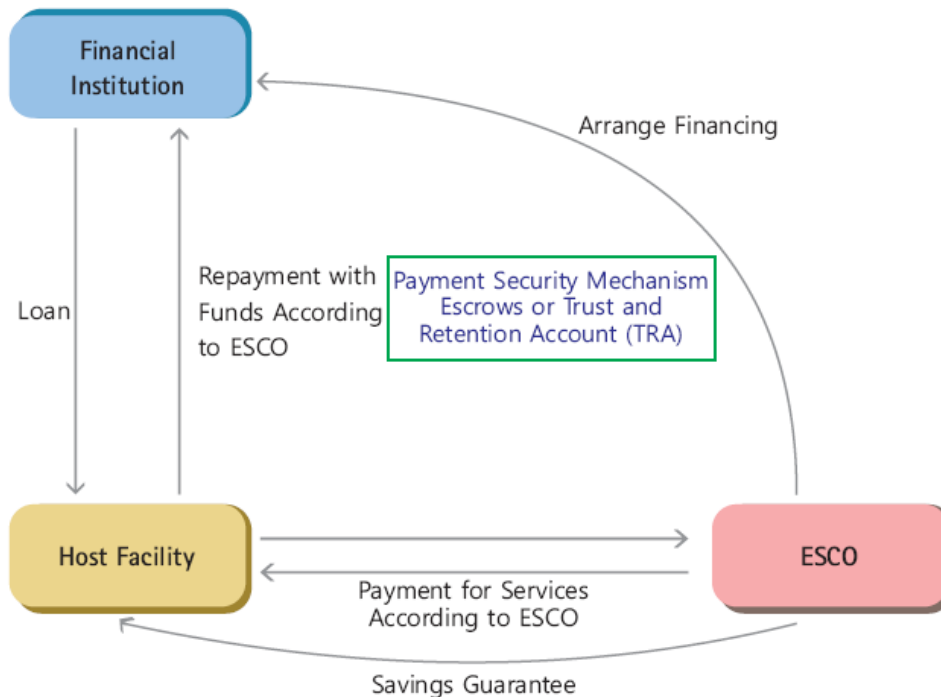 Financial
Institution
Arrange Financing
Repayment with
Funds According
to ESCO
Payment Security Mechanism
Escrows or Trust and
Retention Account (TRA)
Loan
Host Facility
ESCO
Payment for Services
According to ESCO
Savings Guarantee